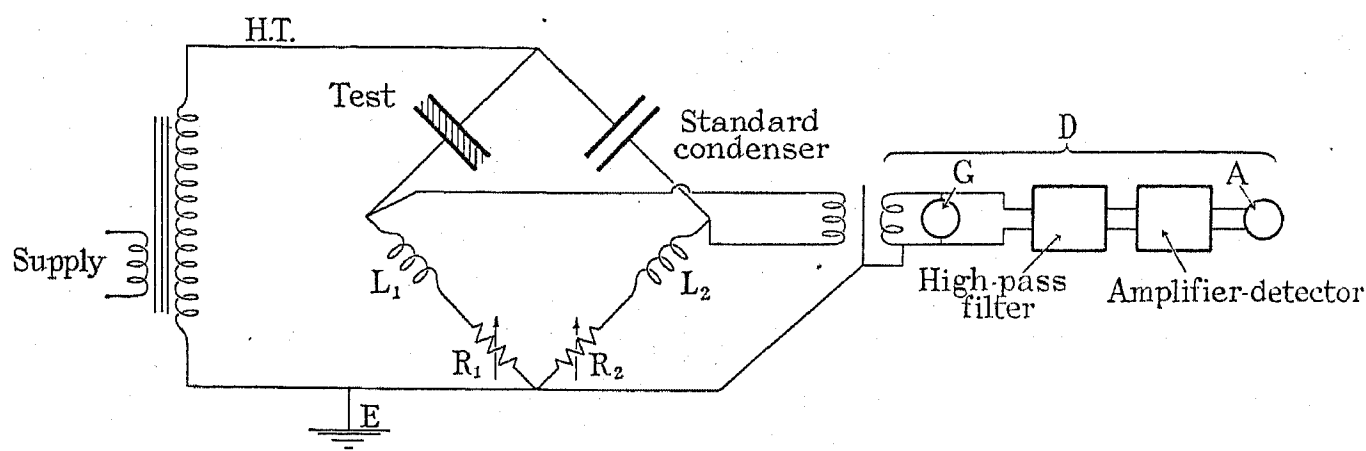 H.T.
Test
Standard
condenser
D
G
A
Supply
L₁
L₂
High-pass
filter
Amplifier-detector
R₁
R₂
E